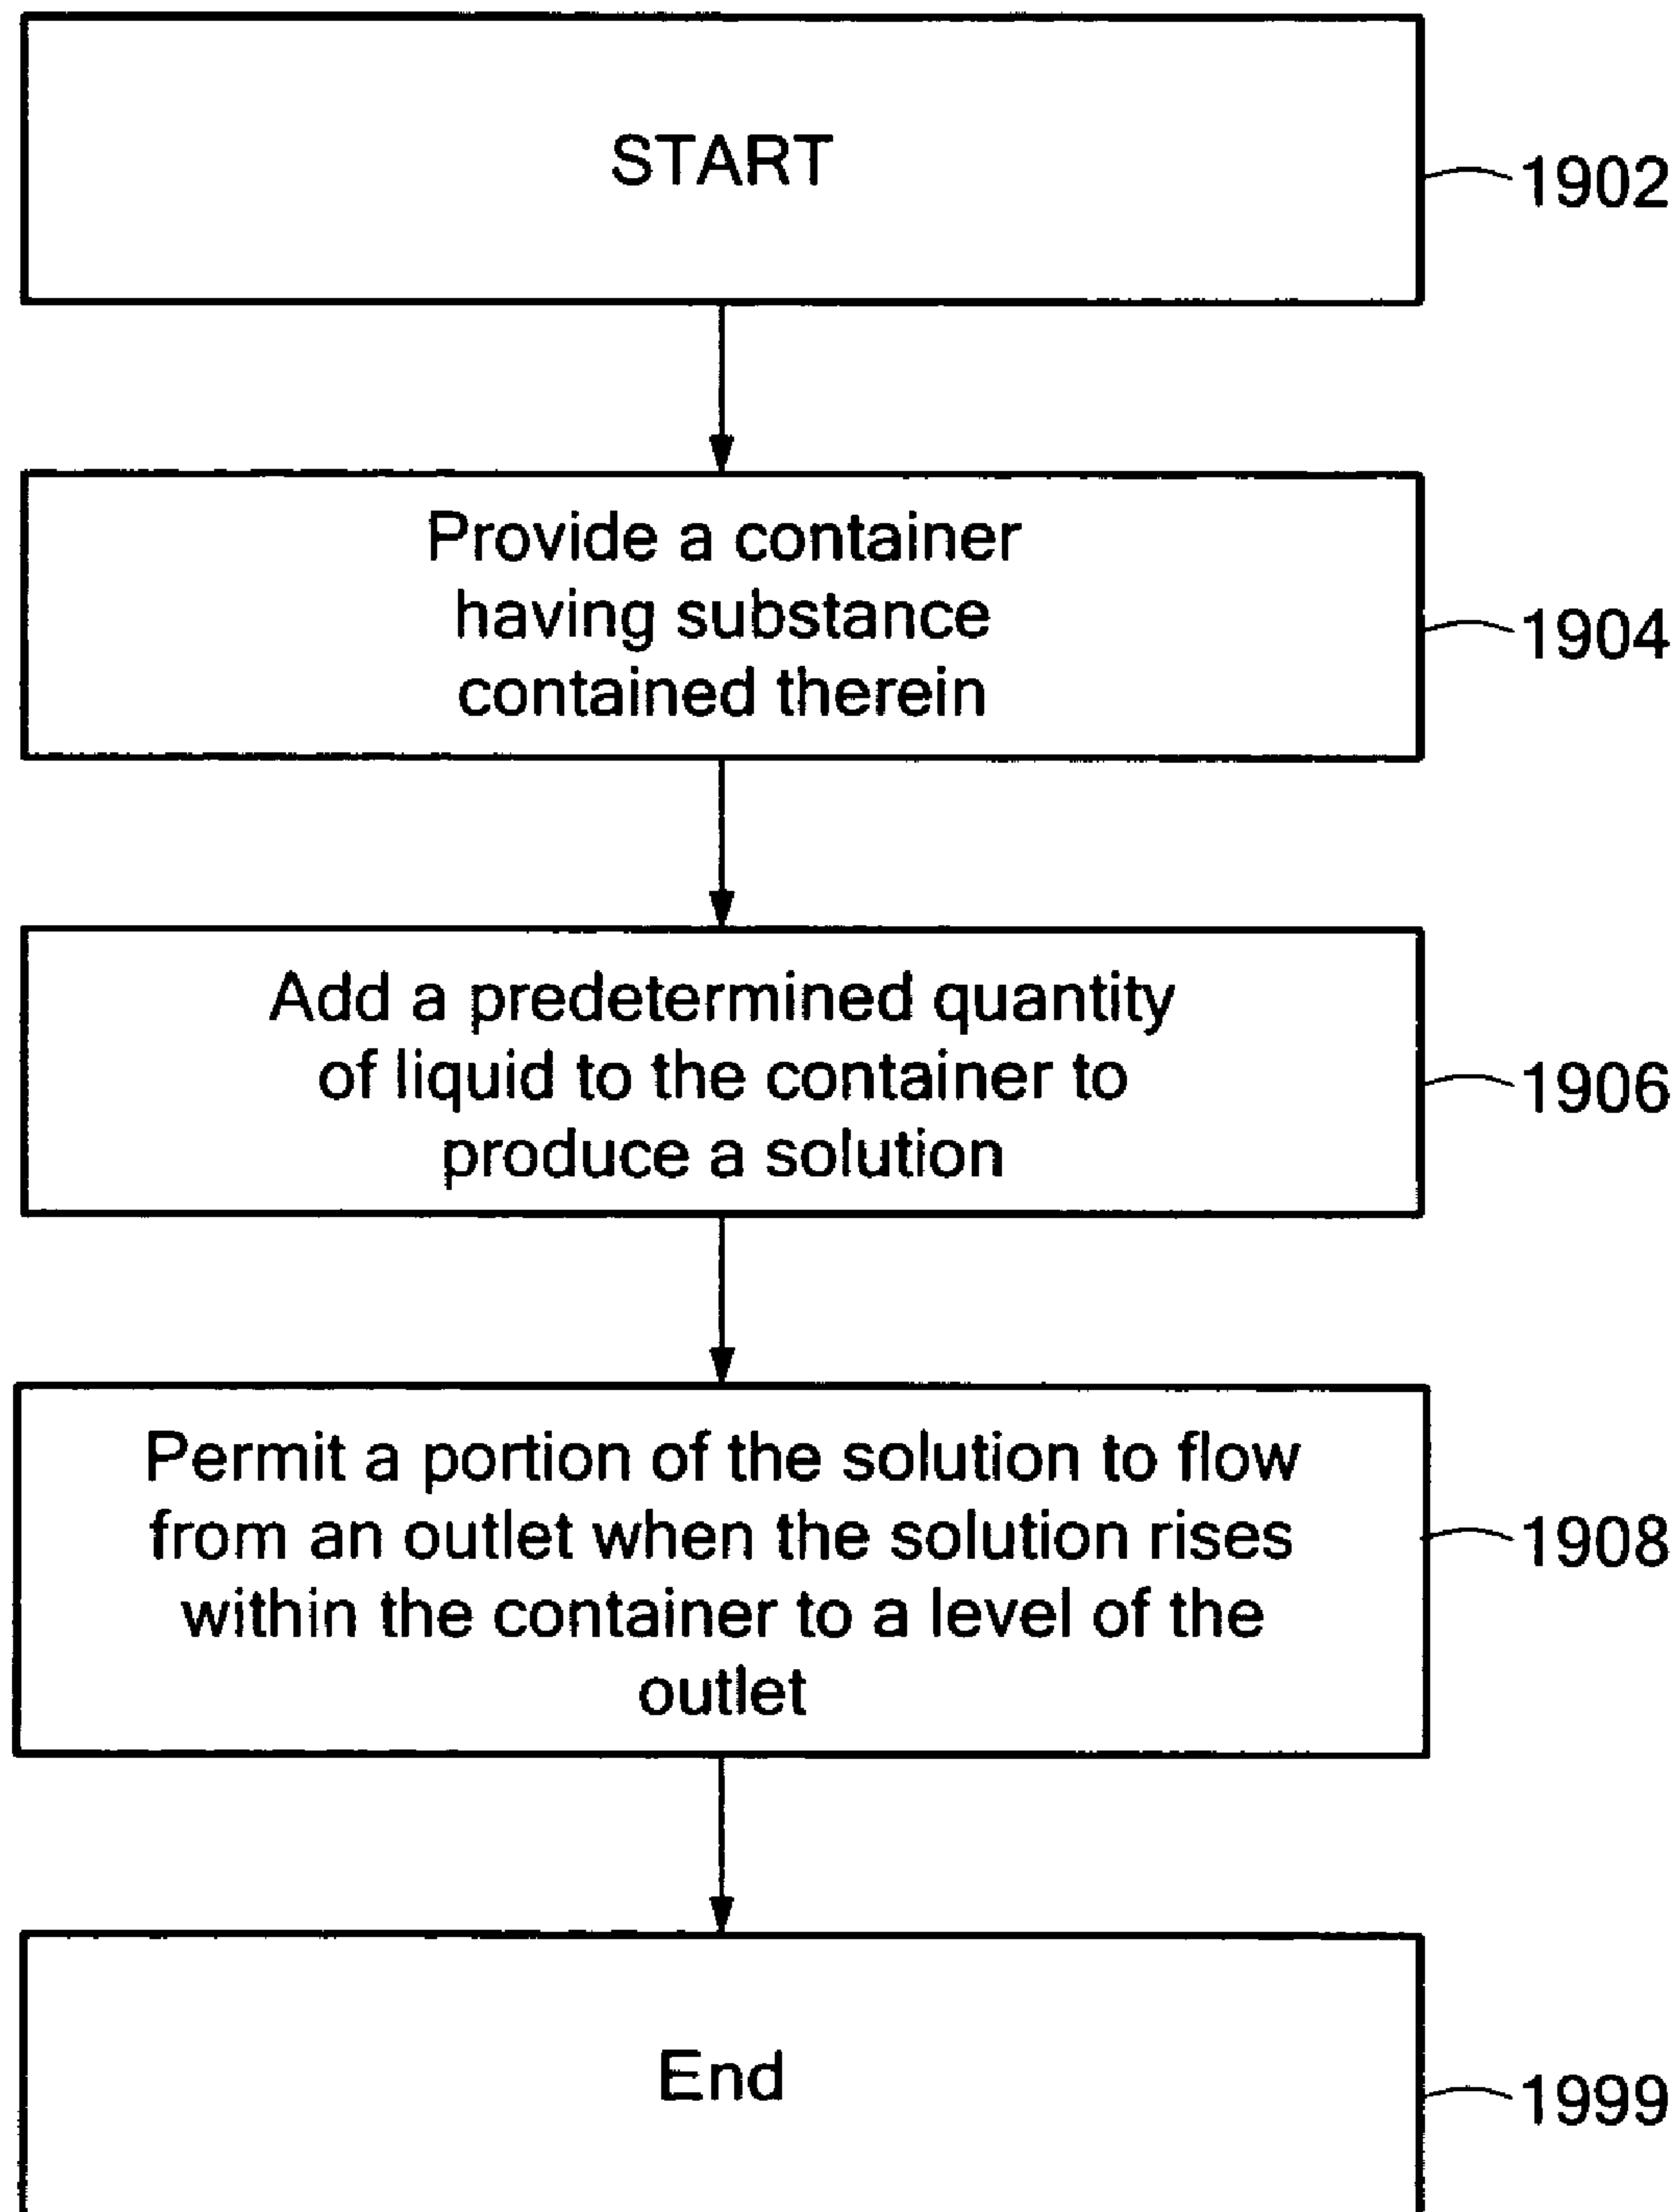 START
1902
Provide a container
having substance
contained therein
1904
Add a predetermined quantity
of liquid to the container to
produce a solution
1906
Permit a portion of the solution to flow
from an outlet when the solution rises
within the container to a level of the
outlet
1908
End
1999